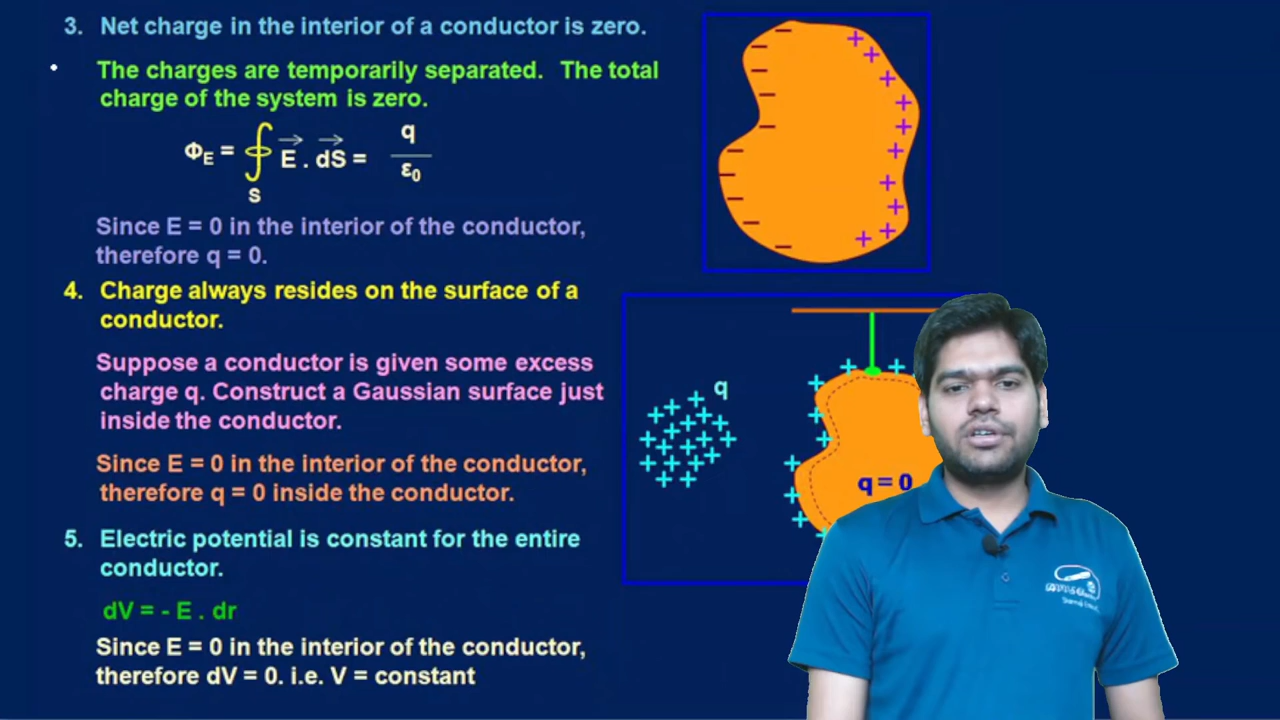 3. Net charge in the interior of a conductor is zero.
• The charges are temporarily separated. The total
charge of the system is zero.
ΦE = ∮S E . dS = q / ε0
Since E = 0 in the interior of the conductor,
therefore q = 0.
4. Charge always resides on the surface of a
conductor.
Suppose a conductor is given some excess
charge q. Construct a Gaussian surface just
inside the conductor.
Since E = 0 in the interior of the conductor,
therefore q = 0 inside the conductor.
5. Electric potential is constant for the entire
conductor.
dV = - E . dr
Since E = 0 in the interior of the conductor,
therefore dV = 0. i.e. V = constant
q
q = 0